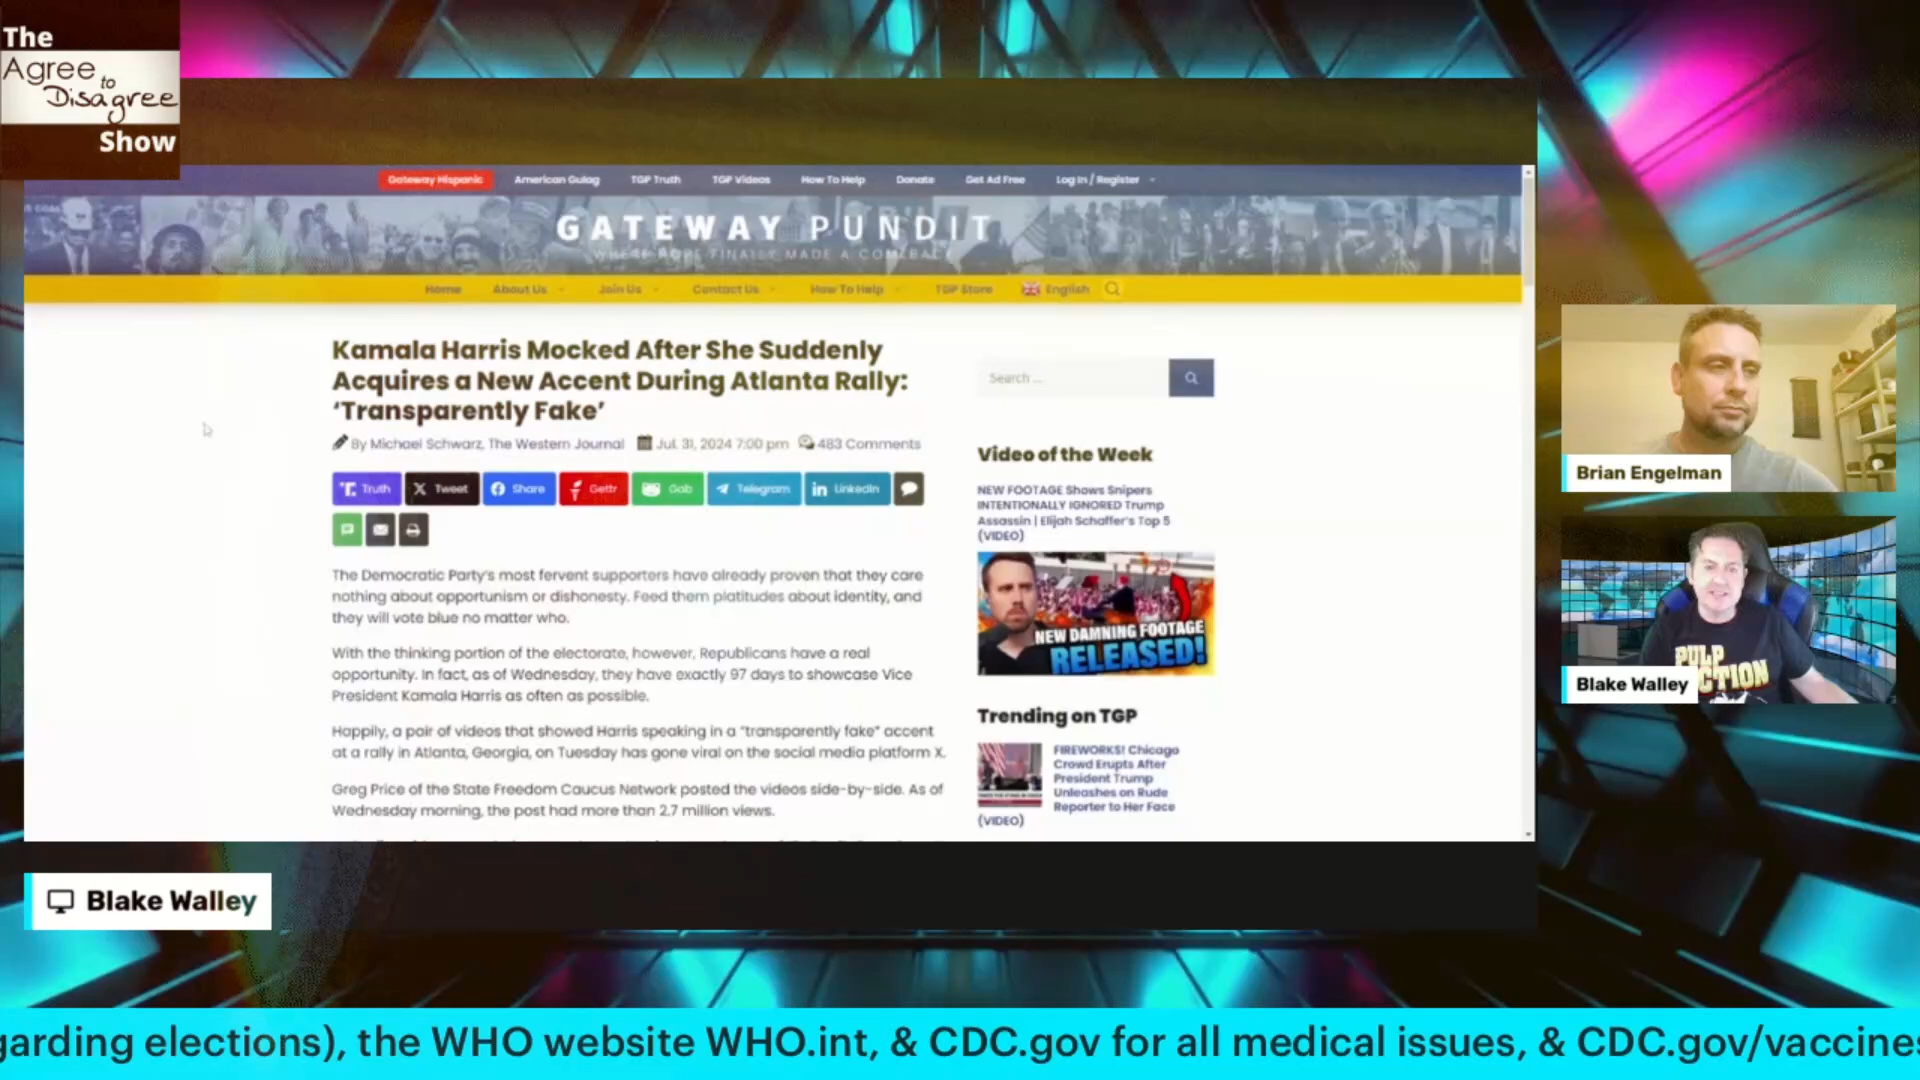 The
Agree to
Disagree
Show
Gateway Hispanic American Gulag TGP Truth TGP Videos How To Help Donate Get Ad Free Log In / Register
GATEWAY PUNDIT
WHERE HOPE FINALLY MADE A COMEBACK
Home About Us Join Us Contact Us How To Help TGP Store English
Kamala Harris Mocked After She Suddenly
Acquires a New Accent During Atlanta Rally:
‘Transparently Fake’
By Michael Schwarz, The Western Journal Jul. 31, 2024 7:00 pm 483 Comments
Truth Tweet Share Gettr Gab Telegram LinkedIn
The Democratic Party's most fervent supporters have already proven that they care
nothing about opportunism or dishonesty. Feed them platitudes about identity, and
they will vote blue no matter who.
With the thinking portion of the electorate, however, Republicans have a real
opportunity. In fact, as of Wednesday, they have exactly 97 days to showcase Vice
President Kamala Harris as often as possible.
Happily, a pair of videos that showed Harris speaking in a "transparently fake" accent
at a rally in Atlanta, Georgia, on Tuesday has gone viral on the social media platform X.
Greg Price of the State Freedom Caucus Network posted the videos side-by-side. As of
Wednesday morning, the post had more than 2.7 million views.
Search ...
Video of the Week
NEW FOOTAGE Shows Snipers
INTENTIONALLY IGNORED Trump
Assassin | Elijah Schaffer's Top 5
(VIDEO)
NEW DAMNING FOOTAGE
RELEASED!
Trending on TGP
FIREWORKS! Chicago
Crowd Erupts After
President Trump
Unleashes on Rude
Reporter to Her Face
(VIDEO)
Brian Engelman
PULP
CTION
Blake Walley
Blake Walley
garding elections), the WHO website WHO.int, & CDC.gov for all medical issues, & CDC.gov/vaccines